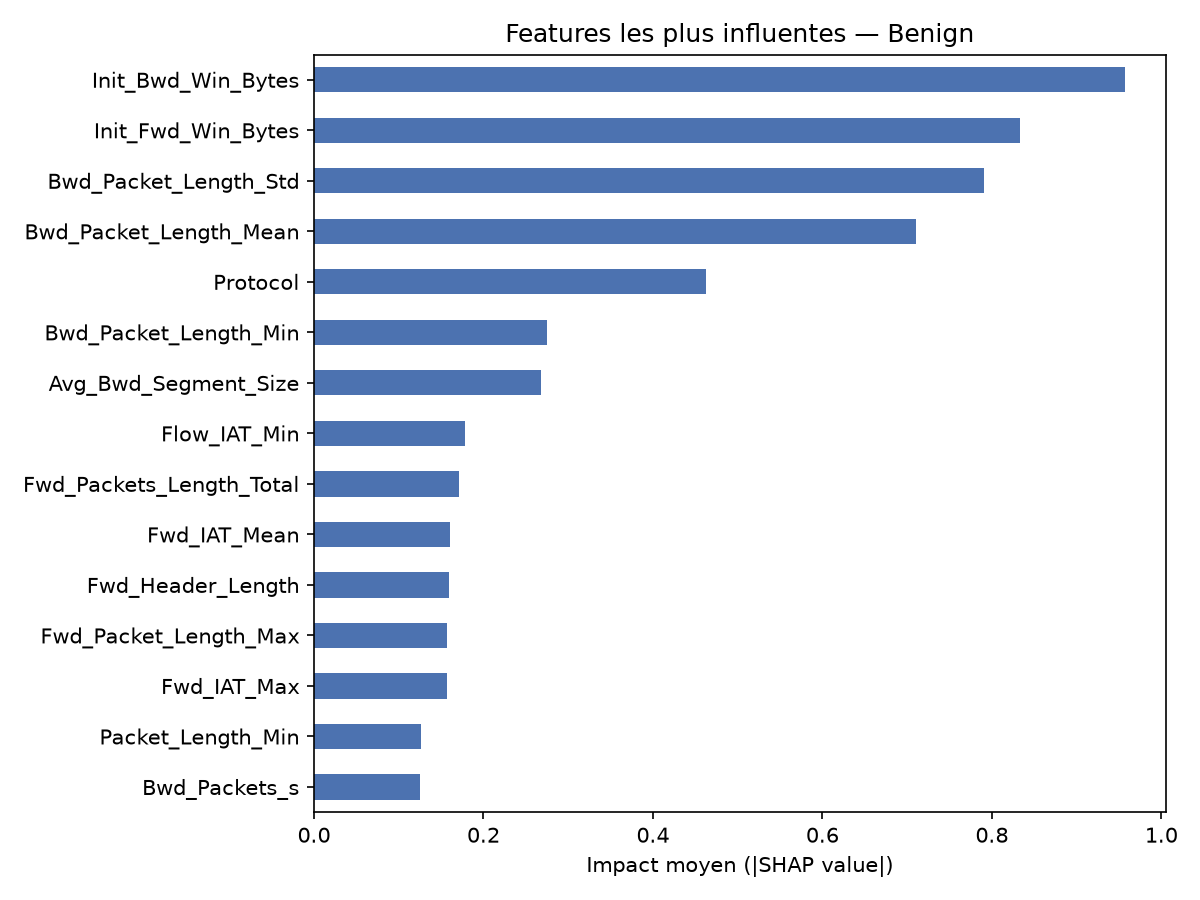 Features les plus influentes — Benign
Init_Bwd_Win_Bytes
Init_Fwd_Win_Bytes
Bwd_Packet_Length_Std
Bwd_Packet_Length_Mean
Protocol
Bwd_Packet_Length_Min
Avg_Bwd_Segment_Size
Flow_IAT_Min
Fwd_Packets_Length_Total
Fwd_IAT_Mean
Fwd_Header_Length
Fwd_Packet_Length_Max
Fwd_IAT_Max
Packet_Length_Min
Bwd_Packets_s
0.0 0.2 0.4 0.6 0.8 1.0
Impact moyen (|SHAP value|)